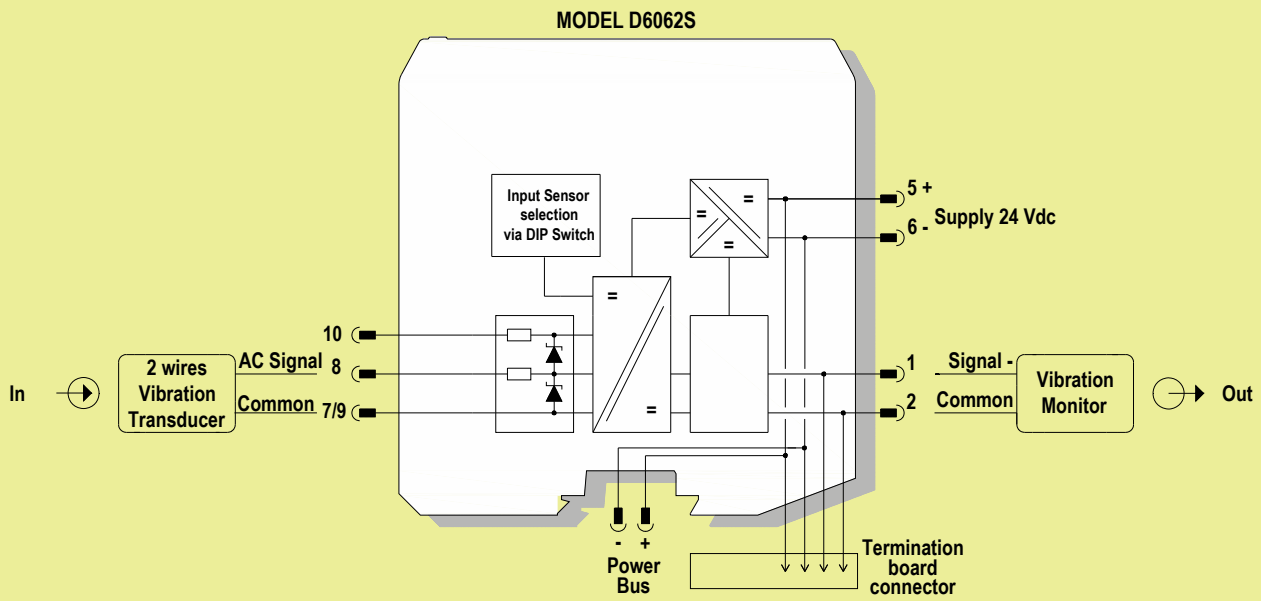 MODEL D6062S
Input Sensor
selection
via DIP Switch
=
=
=
5 +
Supply 24 Vdc
6 -
=
=
10
In
2 wires
Vibration
Transducer
AC Signal 8
Common 7/9
1 Signal -
2 Common
Vibration
Monitor
Out
- +
Power
Bus
Termination
board
connector